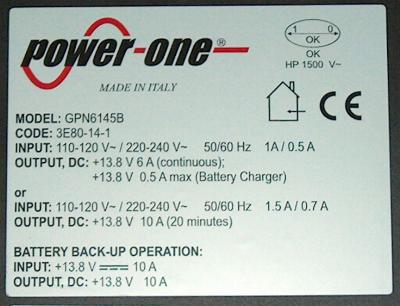 power-one®
1 0
OK
OK
HP 1500 V~
MADE IN ITALY
CE
MODEL: GPN6145B
CODE: 3E80-14-1
INPUT: 110-120 V~ / 220-240 V~ 50/60 Hz 1A / 0.5 A
OUTPUT, DC: +13.8 V 6 A (continuous);
+13.8 V 0.5 A max (Battery Charger)
or
INPUT: 110-120 V~ / 220-240 V~ 50/60 Hz 1.5 A / 0.7 A
OUTPUT, DC: +13.8 V 10 A (20 minutes)
BATTERY BACK-UP OPERATION:
INPUT: +13.8 V ⎓ 10 A
OUTPUT, DC: +13.8 V 10 A